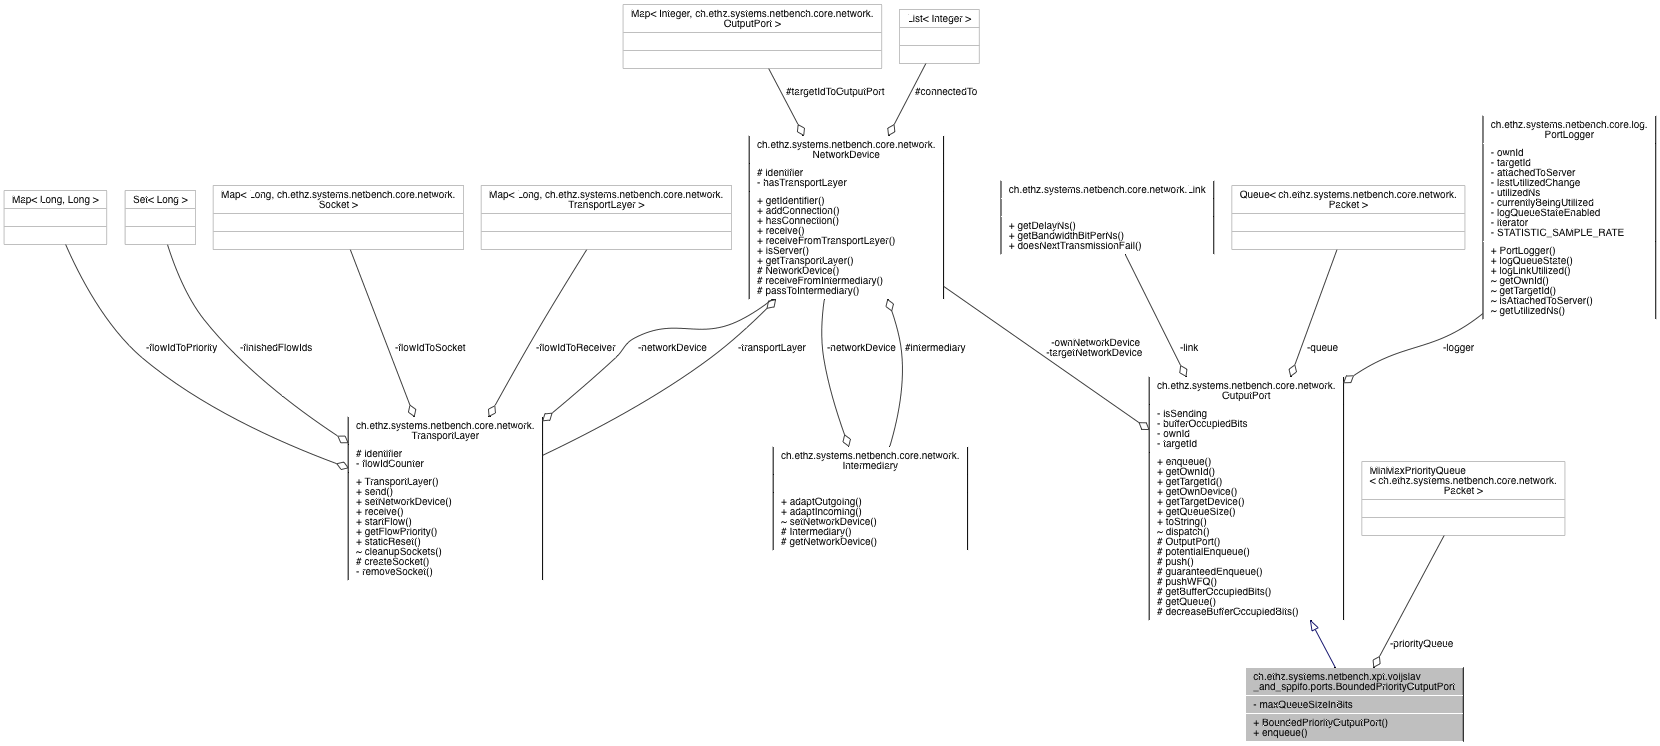 Map< Integer, ch.ethz.systems.netbench.core.network.
OutputPort >
List< Integer >
#targetIdToOutputPort
#connectedTo
ch.ethz.systems.netbench.core.network.
NetworkDevice
# identifier
- hasTransportLayer
+ getIdentifier()
+ addConnection()
+ hasConnection()
+ receive()
+ receiveFromTransportLayer()
+ isServer()
+ getTransportLayer()
# NetworkDevice()
# receiveFromIntermediary()
# passToIntermediary()
ch.ethz.systems.netbench.core.log.
PortLogger
- ownId
- targetId
- attachedToServer
- lastUtilizedChange
- utilizedNs
- currentlyBeingUtilized
- logQueueStateEnabled
- iterator
- STATISTIC_SAMPLE_RATE
+ PortLogger()
+ logQueueState()
+ logLinkUtilized()
~ getOwnId()
~ getTargetId()
~ isAttachedToServer()
~ getUtilizedNs()
Map< Long, Long >
Set< Long >
Map< Long, ch.ethz.systems.netbench.core.network.
Socket >
Map< Long, ch.ethz.systems.netbench.core.network.
TransportLayer >
ch.ethz.systems.netbench.core.network.Link
+ getDelayNs()
+ getBandwidthBitPerNs()
+ doesNextTransmissionFail()
Queue< ch.ethz.systems.netbench.core.network.
Packet >
-flowIdToPriority
-finishedFlowIds
-flowIdToSocket
-flowIdToReceiver
-networkDevice
-transportLayer
-networkDevice
#intermediary
-ownNetworkDevice
-targetNetworkDevice
-link
-queue
-logger
ch.ethz.systems.netbench.core.network.
TransportLayer
# identifier
- flowIdCounter
+ TransportLayer()
+ send()
+ setNetworkDevice()
+ receive()
+ startFlow()
+ getFlowPriority()
+ staticReset()
~ cleanupSockets()
# createSocket()
- removeSocket()
ch.ethz.systems.netbench.core.network.
Intermediary
+ adaptOutgoing()
+ adaptIncoming()
~ setNetworkDevice()
# Intermediary()
# getNetworkDevice()
ch.ethz.systems.netbench.core.network.
OutputPort
- isSending
- bufferOccupiedBits
- ownId
- targetId
+ enqueue()
+ getOwnId()
+ getTargetId()
+ getOwnDevice()
+ getTargetDevice()
+ getQueueSize()
+ toString()
~ dispatch()
# OutputPort()
# potentialEnqueue()
# push()
# guaranteedEnqueue()
# pushWFQ()
# getBufferOccupiedBits()
# getQueue()
# decreaseBufferOccupiedBits()
MinMaxPriorityQueue
< ch.ethz.systems.netbench.core.network.
Packet >
-priorityQueue
ch.ethz.systems.netbench.xpt.voijslav
_and_sppifo.ports.BoundedPriorityOutputPort
- maxQueueSizeInBits
+ BoundedPriorityOutputPort()
+ enqueue()